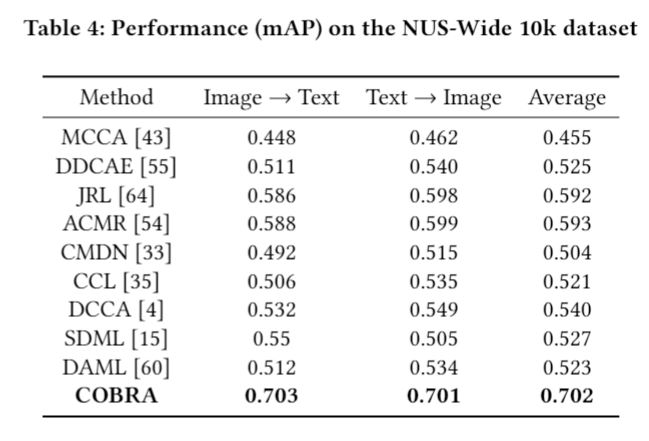 Table 4: Performance (mAP) on the NUS-Wide 10k dataset
Method Image → Text Text → Image Average
MCCA [43] 0.448 0.462 0.455
DDCAE [55] 0.511 0.540 0.525
JRL [64] 0.586 0.598 0.592
ACMR [54] 0.588 0.599 0.593
CMDN [33] 0.492 0.515 0.504
CCL [35] 0.506 0.535 0.521
DCCA [4] 0.532 0.549 0.540
SDML [15] 0.55 0.505 0.527
DAML [60] 0.512 0.534 0.523
COBRA 0.703 0.701 0.702